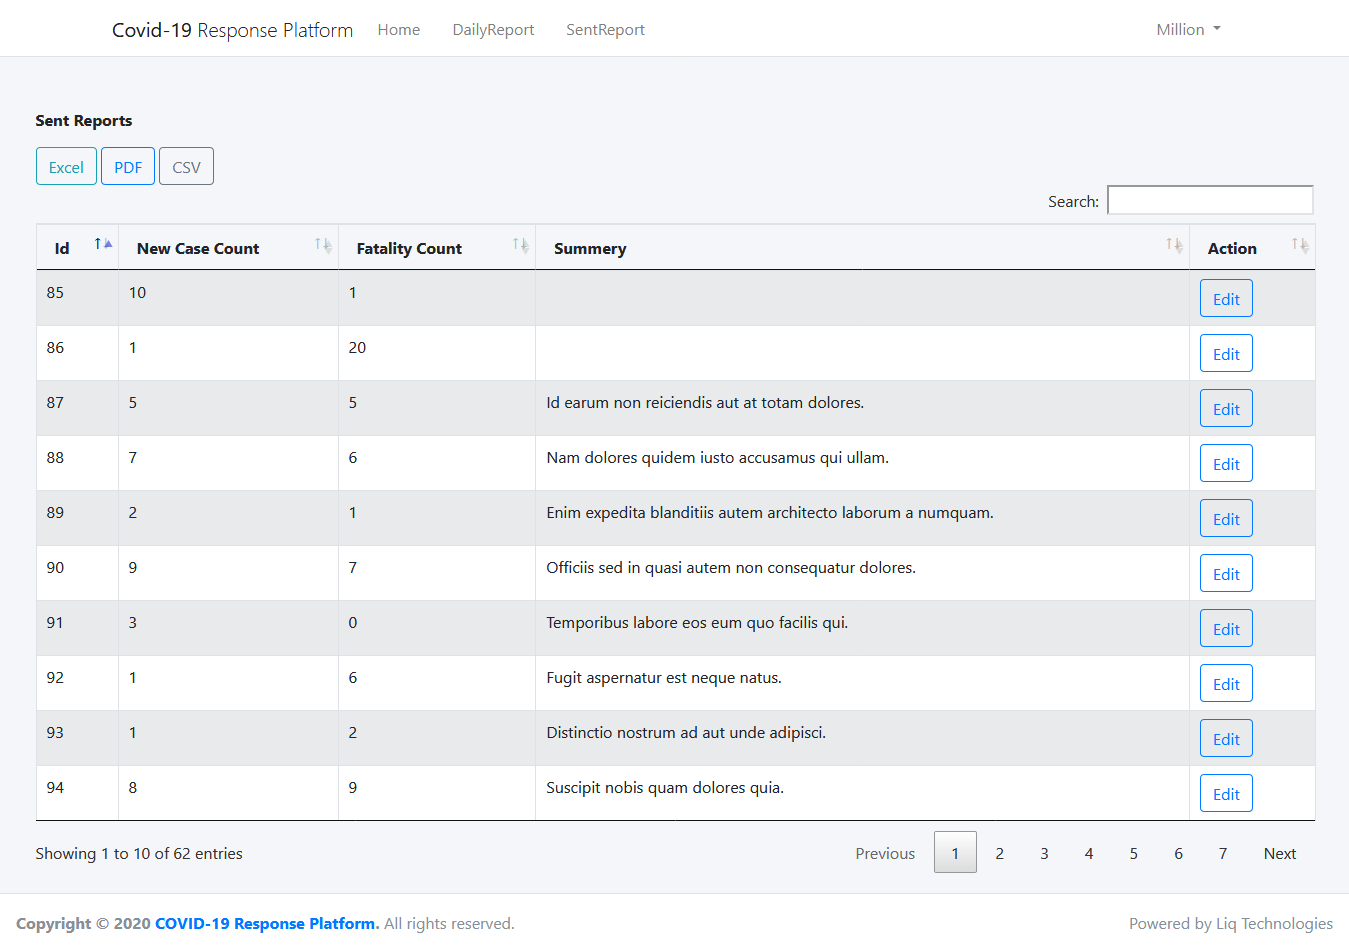 Covid-19 Response Platform Home DailyReport SentReport Million
Sent Reports
Excel PDF CSV
Search:
Id New Case Count Fatality Count Summery Action
85 10 1 Edit
86 1 20 Edit
87 5 5 Id earum non reiciendis aut at totam dolores. Edit
88 7 6 Nam dolores quidem iusto accusamus qui ullam. Edit
89 2 1 Enim expedita blanditiis autem architecto laborum a numquam. Edit
90 9 7 Officiis sed in quasi autem non consequatur dolores. Edit
91 3 0 Temporibus labore eos eum quo facilis qui. Edit
92 1 6 Fugit aspernatur est neque natus. Edit
93 1 2 Distinctio nostrum ad aut unde adipisci. Edit
94 8 9 Suscipit nobis quam dolores quia. Edit
Showing 1 to 10 of 62 entries Previous 1 2 3 4 5 6 7 Next
Copyright © 2020 COVID-19 Response Platform. All rights reserved. Powered by Liq Technologies